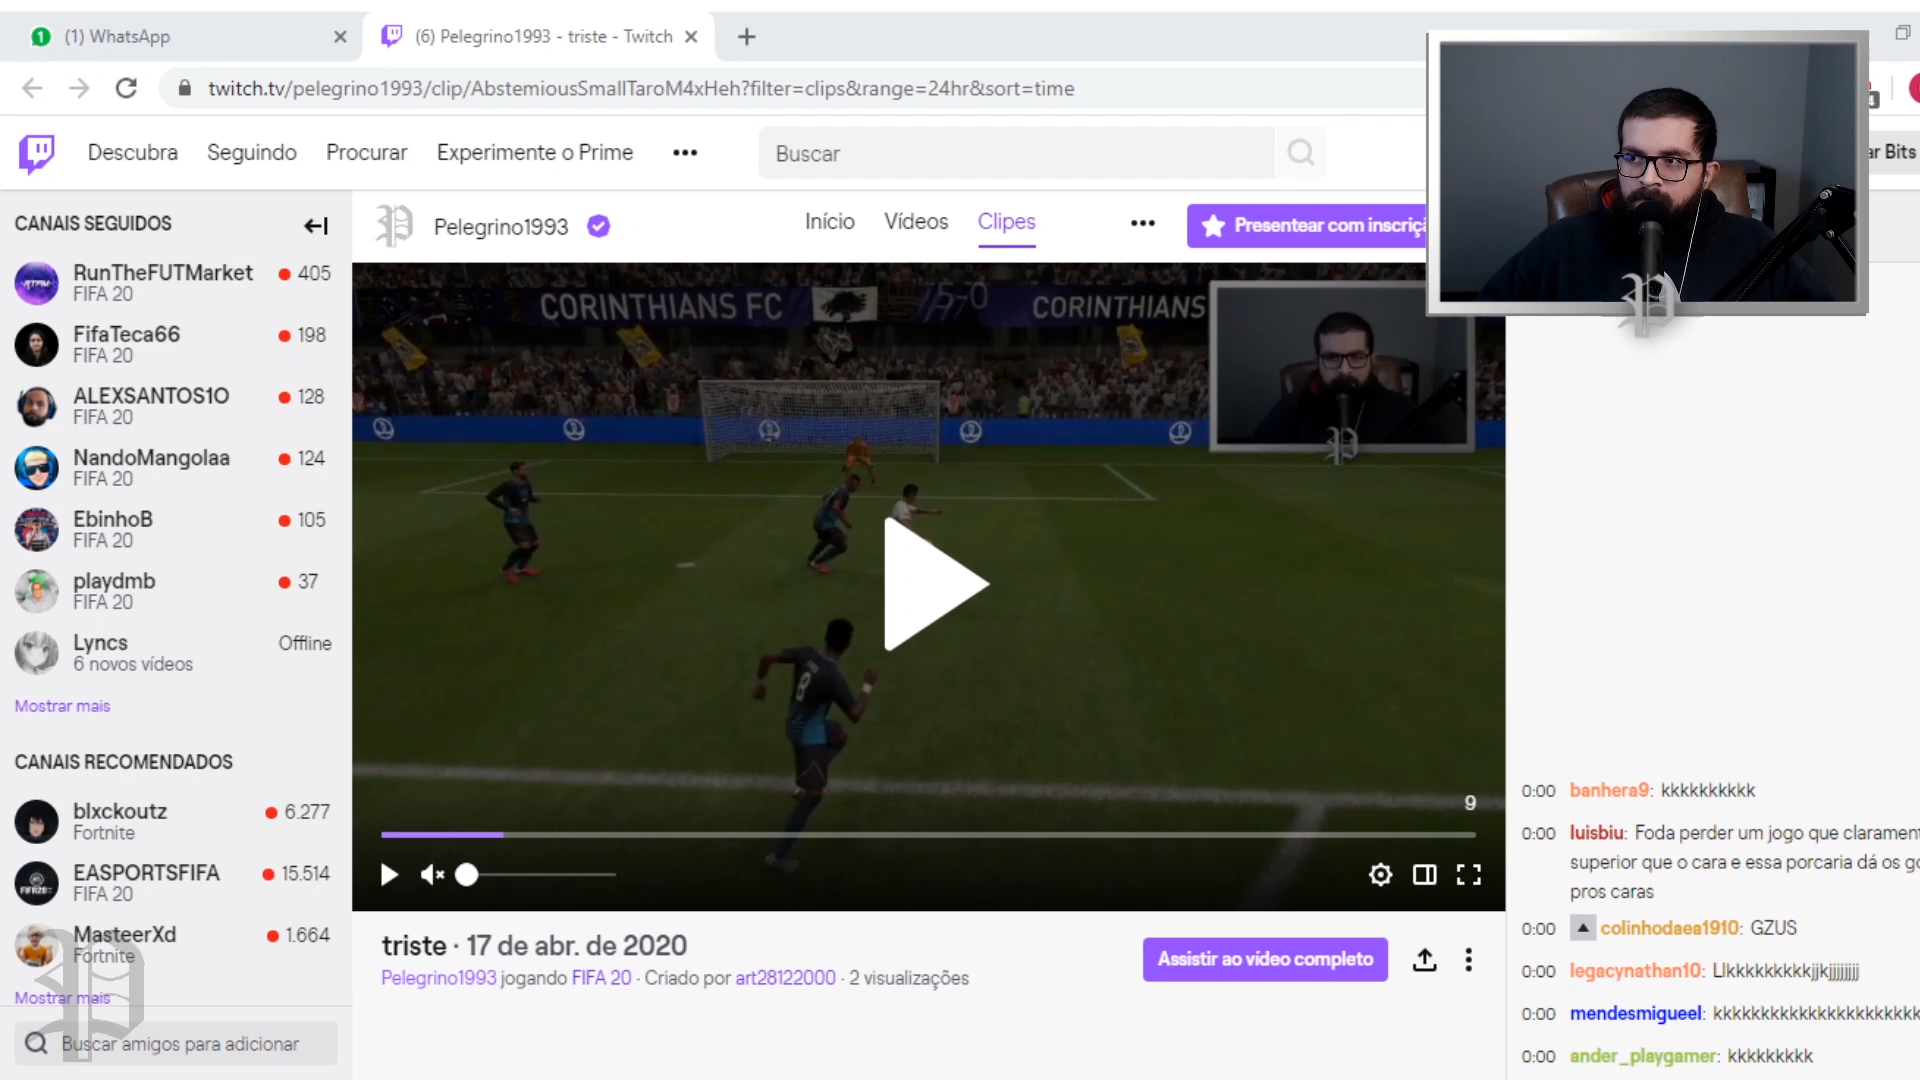 (1) WhatsApp
(6) Pelegrino1993 - triste - Twitch
twitch.tv/pelegrino1993/clip/AbstemiousSmallTaroM4xHeh?filter=clips&range=24hr&sort=time
Descubra Seguindo Procurar Experimente o Prime
Buscar
ar Bits
CANAIS SEGUIDOS
RunTheFUTMarket 405
FIFA 20
FifaTeca66 198
FIFA 20
ALEXSANTOS1O 128
FIFA 20
NandoMangolaa 124
FIFA 20
EbinhoB 105
FIFA 20
playdmb 37
FIFA 20
Lyncs Offline
6 novos vídeos
Mostrar mais
CANAIS RECOMENDADOS
blxckoutz 6.277
Fortnite
EASPORTSFIFA 15.514
FIFA 20
MasteerXd 1.664
Fortnite
Mostrar mais
Buscar amigos para adicionar
Pelegrino1993
Início Vídeos Clipes
Presentear com inscriçã
CORINTHIANS FC
CORINTHIANS
8
9
triste · 17 de abr. de 2020
Pelegrino1993 jogando FIFA 20 · Criado por art28122000 · 2 visualizações
Assistir ao vídeo completo
0:00 banhera9: kkkkkkkkkk
0:00 luisbiu: Foda perder um jogo que clarament
superior que o cara e essa porcaria dá os go
pros caras
0:00 colinhodaea1910: GZUS
0:00 legacynathan10: Llkkkkkkkkkjjkjjjjjjjj
0:00 mendesmigueel: kkkkkkkkkkkkkkkkkkkkk
0:00 ander_playgamer: kkkkkkkkk